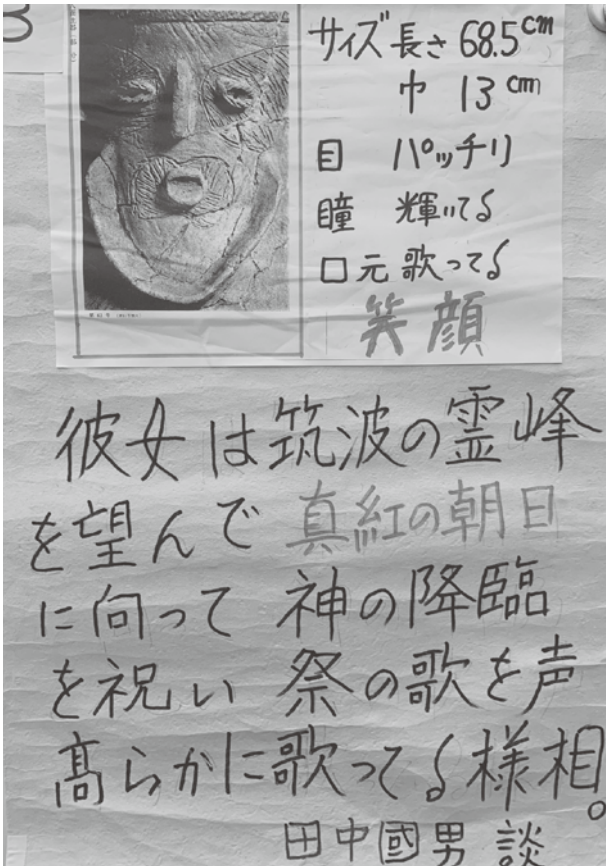 サイズ 長さ 68.5cm
巾 13cm
目 パッチリ
瞳 輝いてる
口元 歌ってる
笑顔
彼女は筑波の霊峰
を望んで 真紅の朝日
に向って 神の降臨
を祝い 祭の歌を声
髙らかに歌ってる様相。
田中國男 談